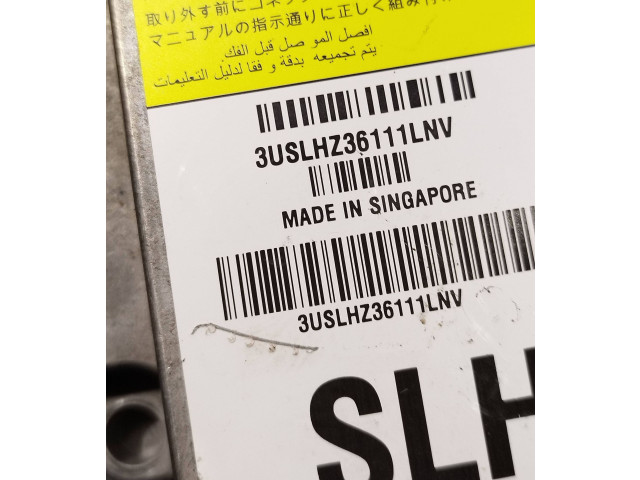 取り外す前にコネク
マニュアルの指示通りに正しく組み
افصل الموصل قبل الفك
يتم تجميعه بدقة و فقا لدليل التعليمات
3USLHZ36111LNV
MADE IN SINGAPORE
3USLHZ36111LNV
SLH